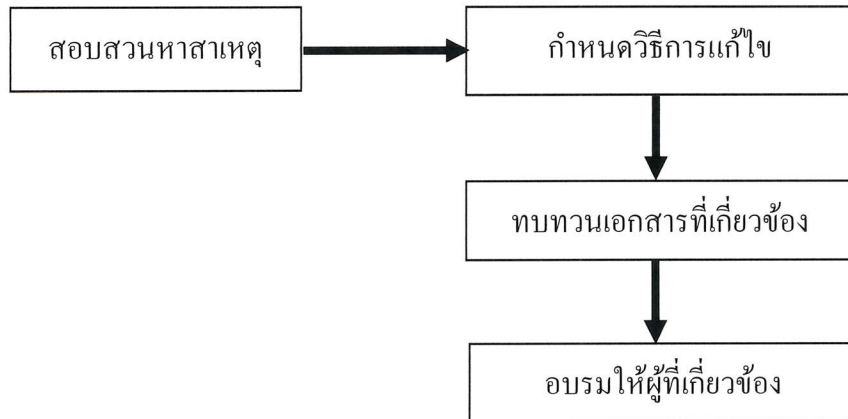 สอบสวนหาสาเหตุ
กำหนดวิธีการแก้ไข
ทบทวนเอกสารที่เกี่ยวข้อง
อบรมให้ผู้ที่เกี่ยวข้อง